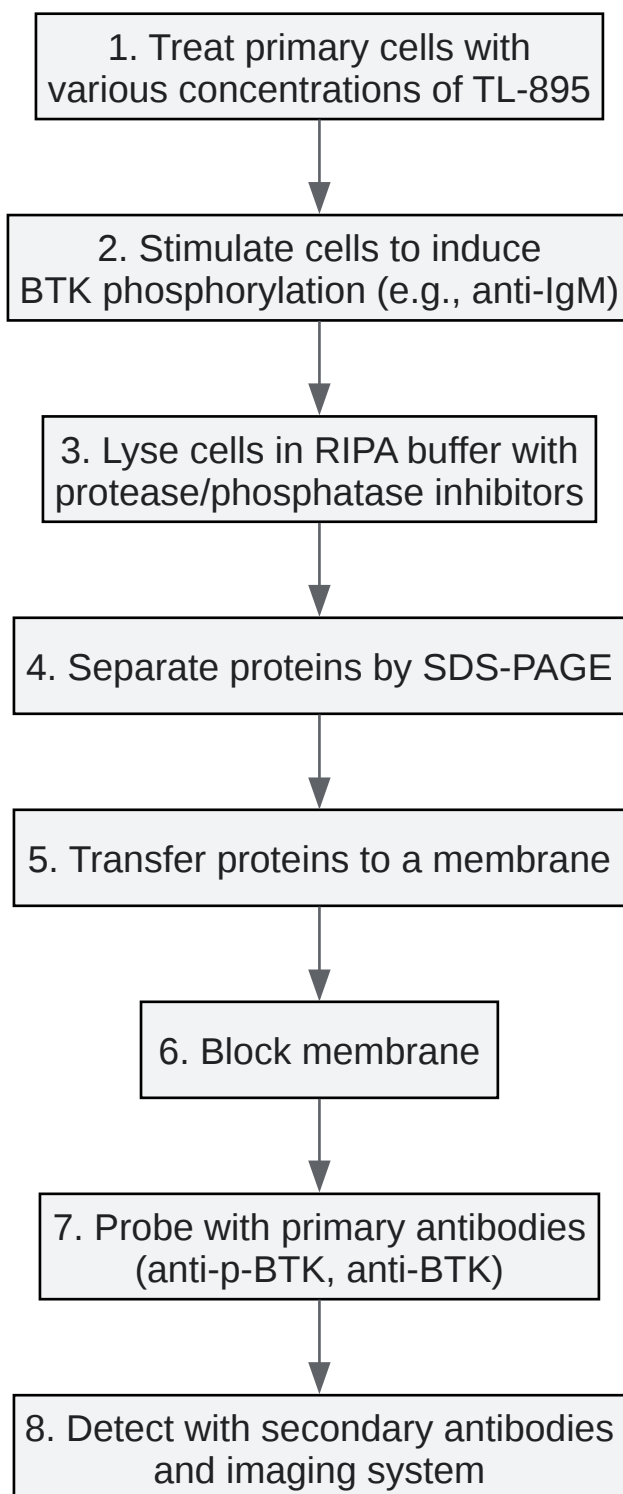 1. Treat primary cells with
various concentrations of TL-895
2. Stimulate cells to induce
BTK phosphorylation (e.g., anti-IgM)
3. Lyse cells in RIPA buffer with
protease/phosphatase inhibitors
4. Separate proteins by SDS-PAGE
5. Transfer proteins to a membrane
6. Block membrane
7. Probe with primary antibodies
(anti-p-BTK, anti-BTK)
8. Detect with secondary antibodies
and imaging system